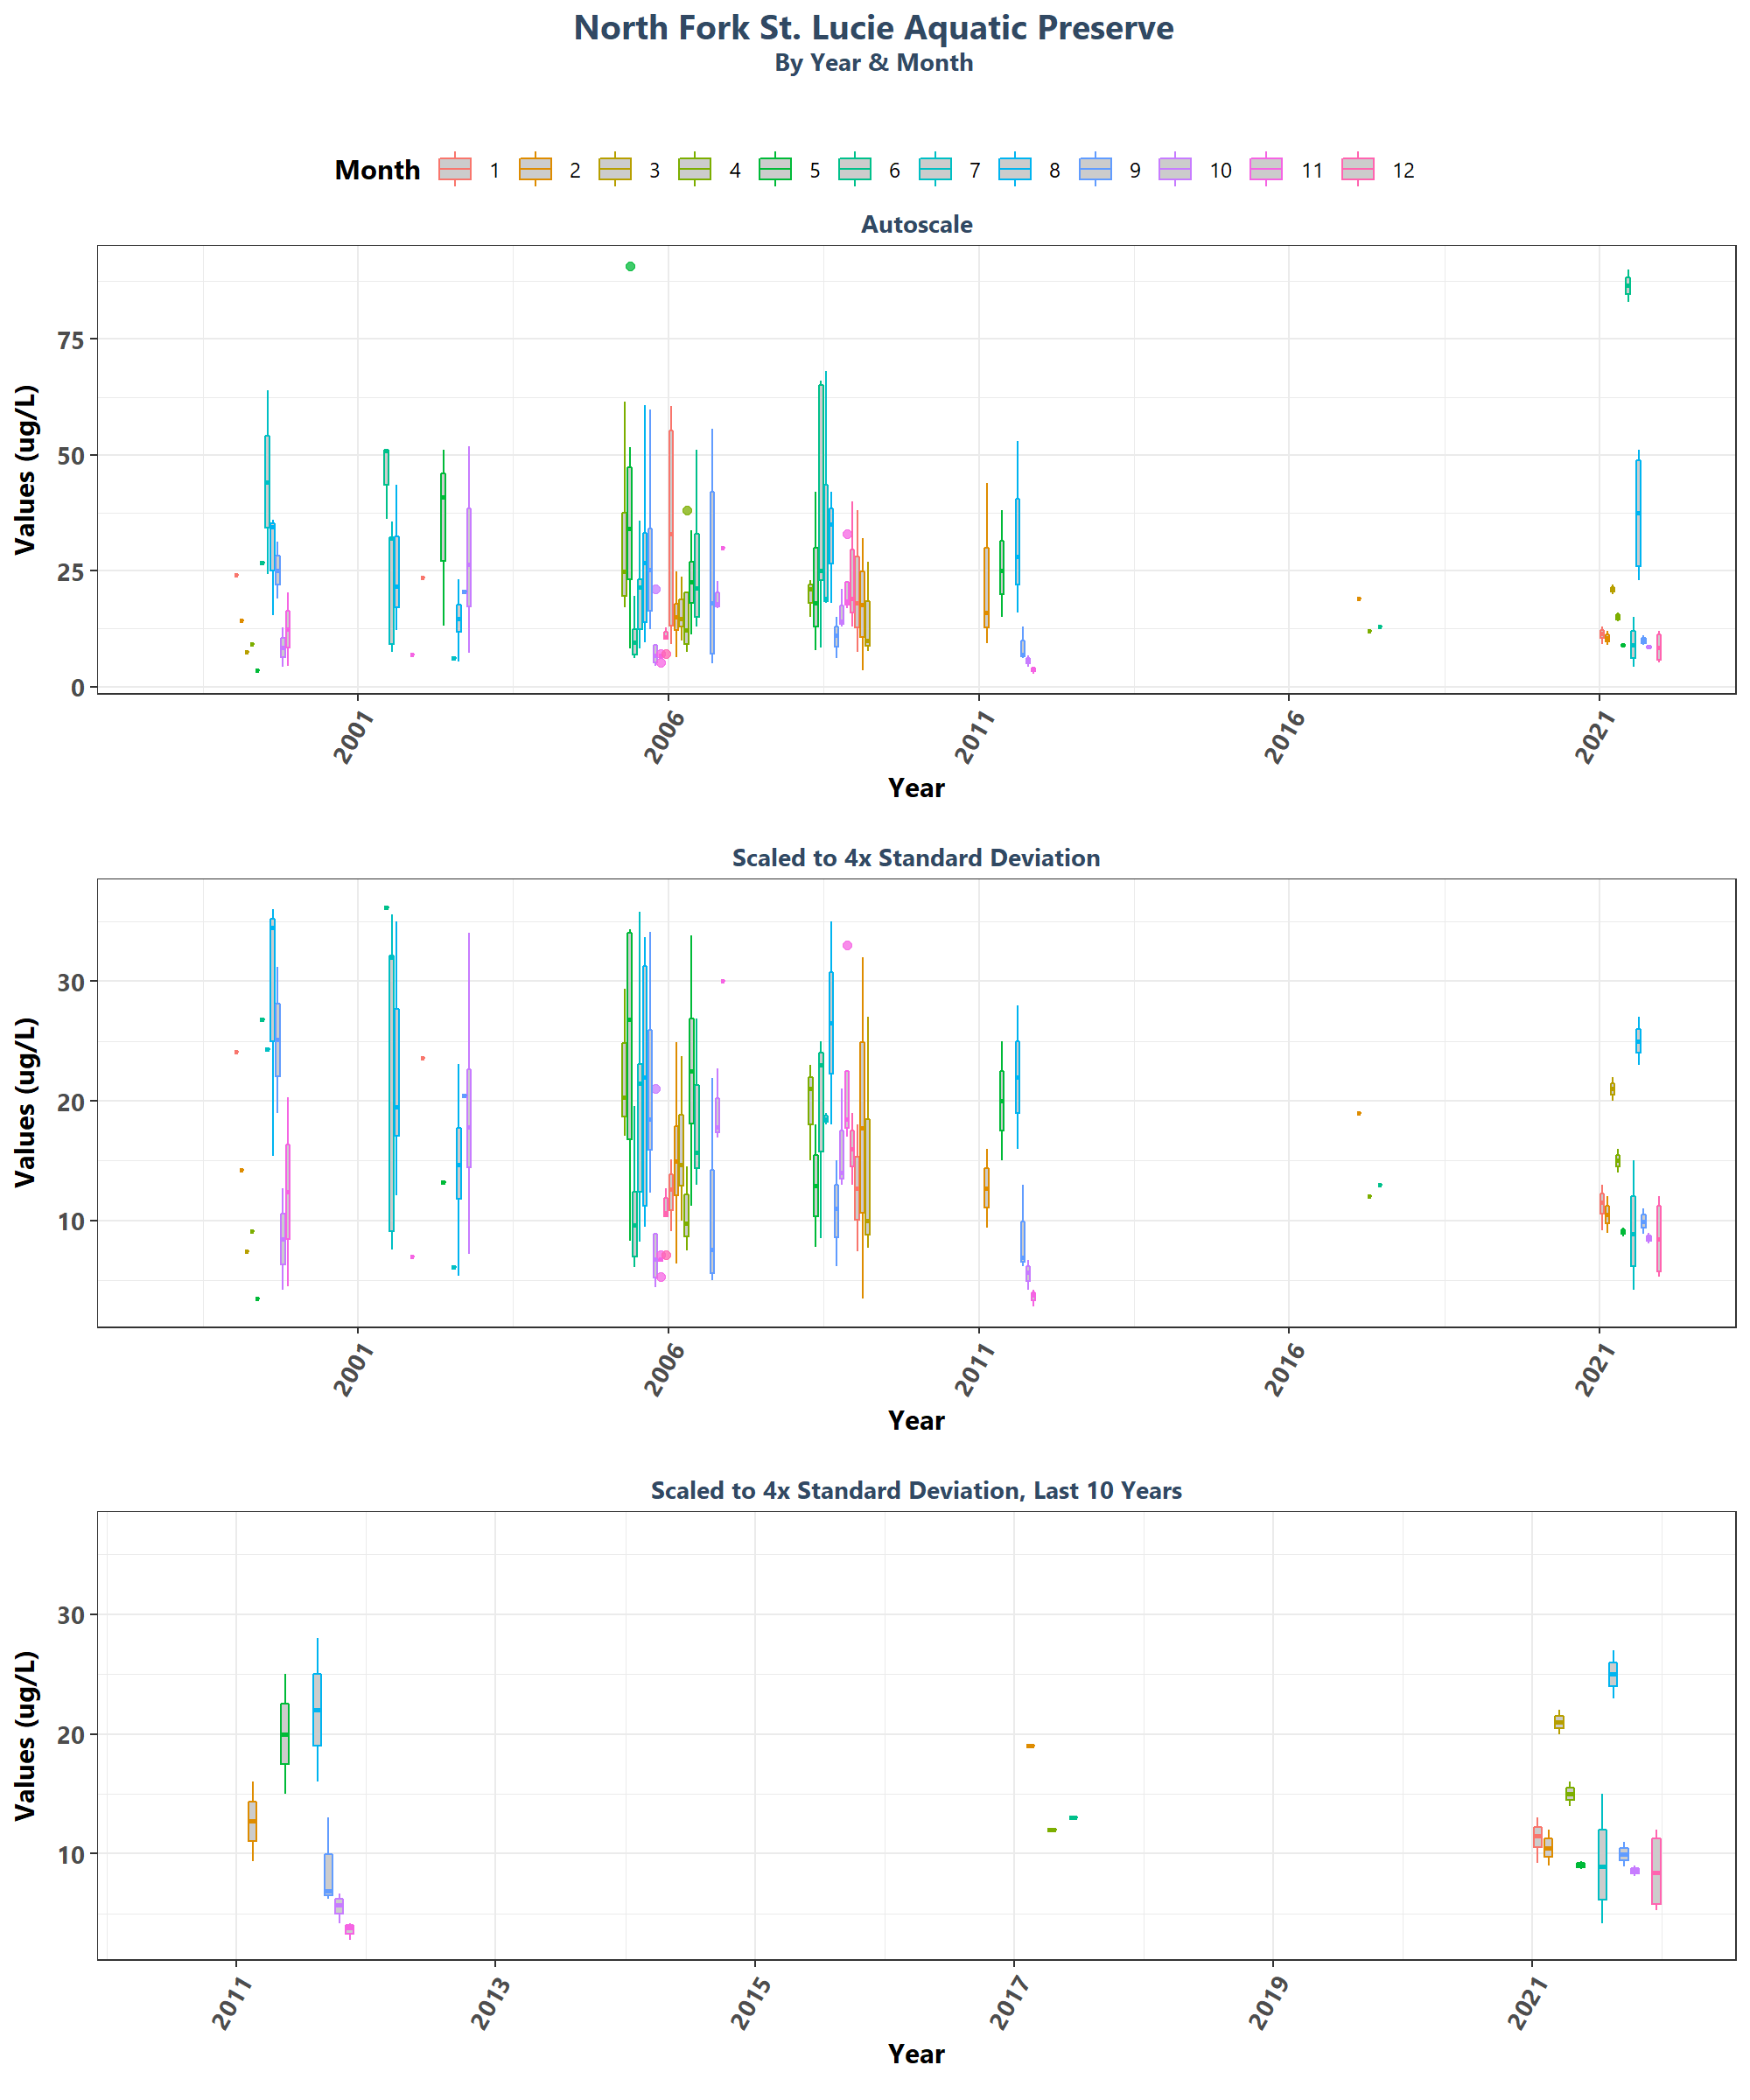 North Fork St. Lucie Aquatic Preserve
By Year & Month
Month 1 2 3 4 5 6 7 8 9 10 11 12
Autoscale
Values (ug/L)
75
50
25
0
2001 2006 2011 2016 2021
Year
Scaled to 4x Standard Deviation
Values (ug/L)
30
20
10
2001 2006 2011 2016 2021
Year
Scaled to 4x Standard Deviation, Last 10 Years
Values (ug/L)
30
20
10
2011 2013 2015 2017 2019 2021
Year